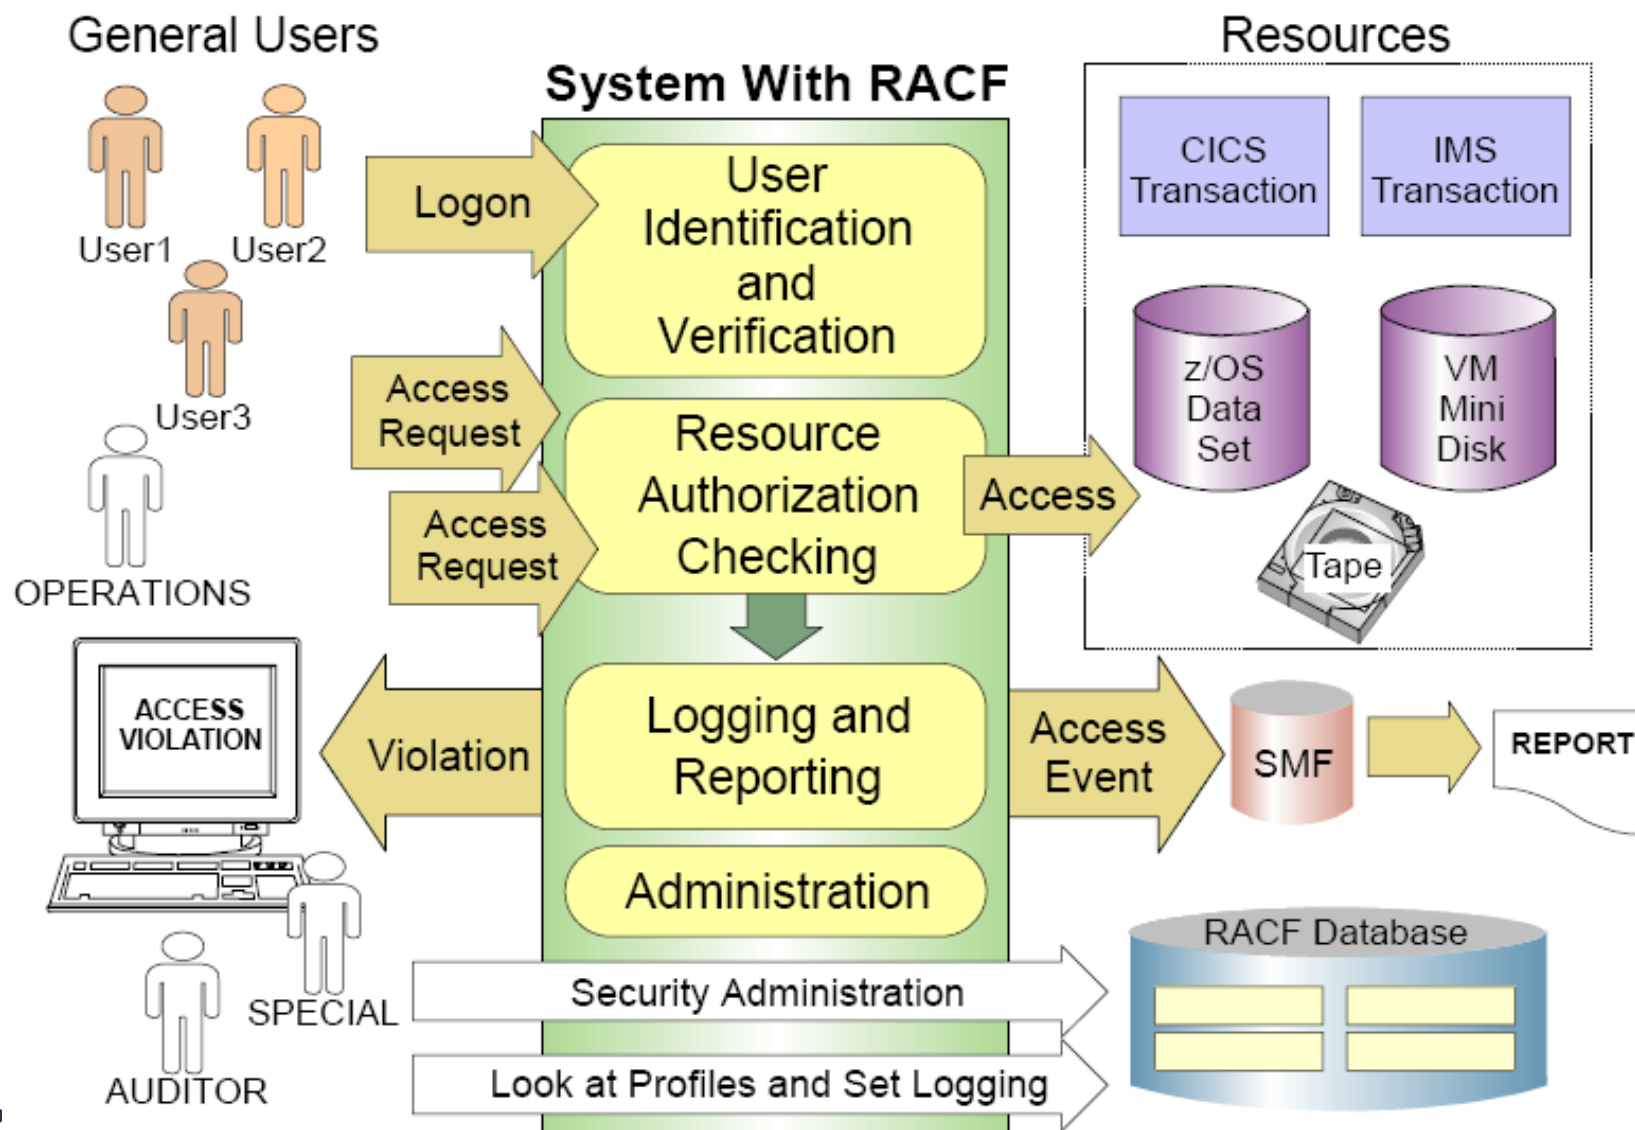 General Users
Resources
System With RACF
User1
User2
User3
OPERATIONS
Logon
User
Identification
and
Verification
Access
Request
Access
Request
Resource
Authorization
Checking
Access
CICS
Transaction
IMS
Transaction
z/OS
Data
Set
VM
Mini
Disk
Tape
ACCESS
VIOLATION
Violation
Logging and
Reporting
Access
Event
SMF
REPORT
Administration
SPECIAL
AUDITOR
Security Administration
Look at Profiles and Set Logging
RACF Database